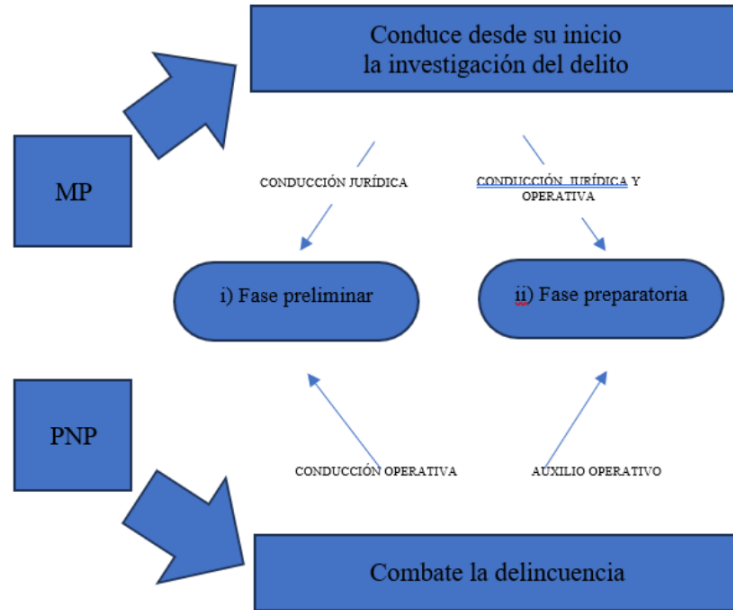 Conduce desde su inicio
la investigación del delito
MP
CONDUCCIÓN JURÍDICA
CONDUCCIÓN JURÍDICA Y
OPERATIVA
i) Fase preliminar
ii) Fase preparatoria
PNP
CONDUCCIÓN OPERATIVA
AUXILIO OPERATIVO
Combate la delincuencia